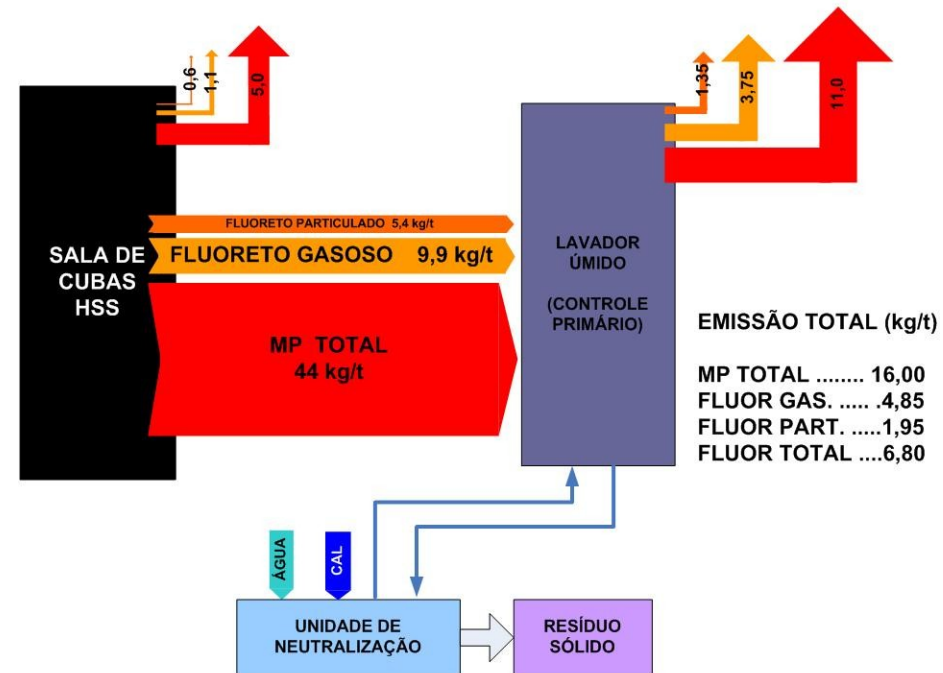 0,6
1,1
5,0
1,35
3,75
11,0
FLUORETO PARTICULADO 5,4 kg/t
FLUORETO GASOSO 9,9 kg/t
MP TOTAL
44 kg/t
SALA DE
CUBAS
HSS
LAVADOR
ÚMIDO
(CONTROLE
PRIMÁRIO)
EMISSÃO TOTAL (kg/t)
MP TOTAL ........ 16,00
FLUOR GAS. ..... .4,85
FLUOR PART. .....1,95
FLUOR TOTAL ....6,80
ÁGUA
CAL
UNIDADE DE
NEUTRALIZAÇÃO
RESÍDUO
SÓLIDO